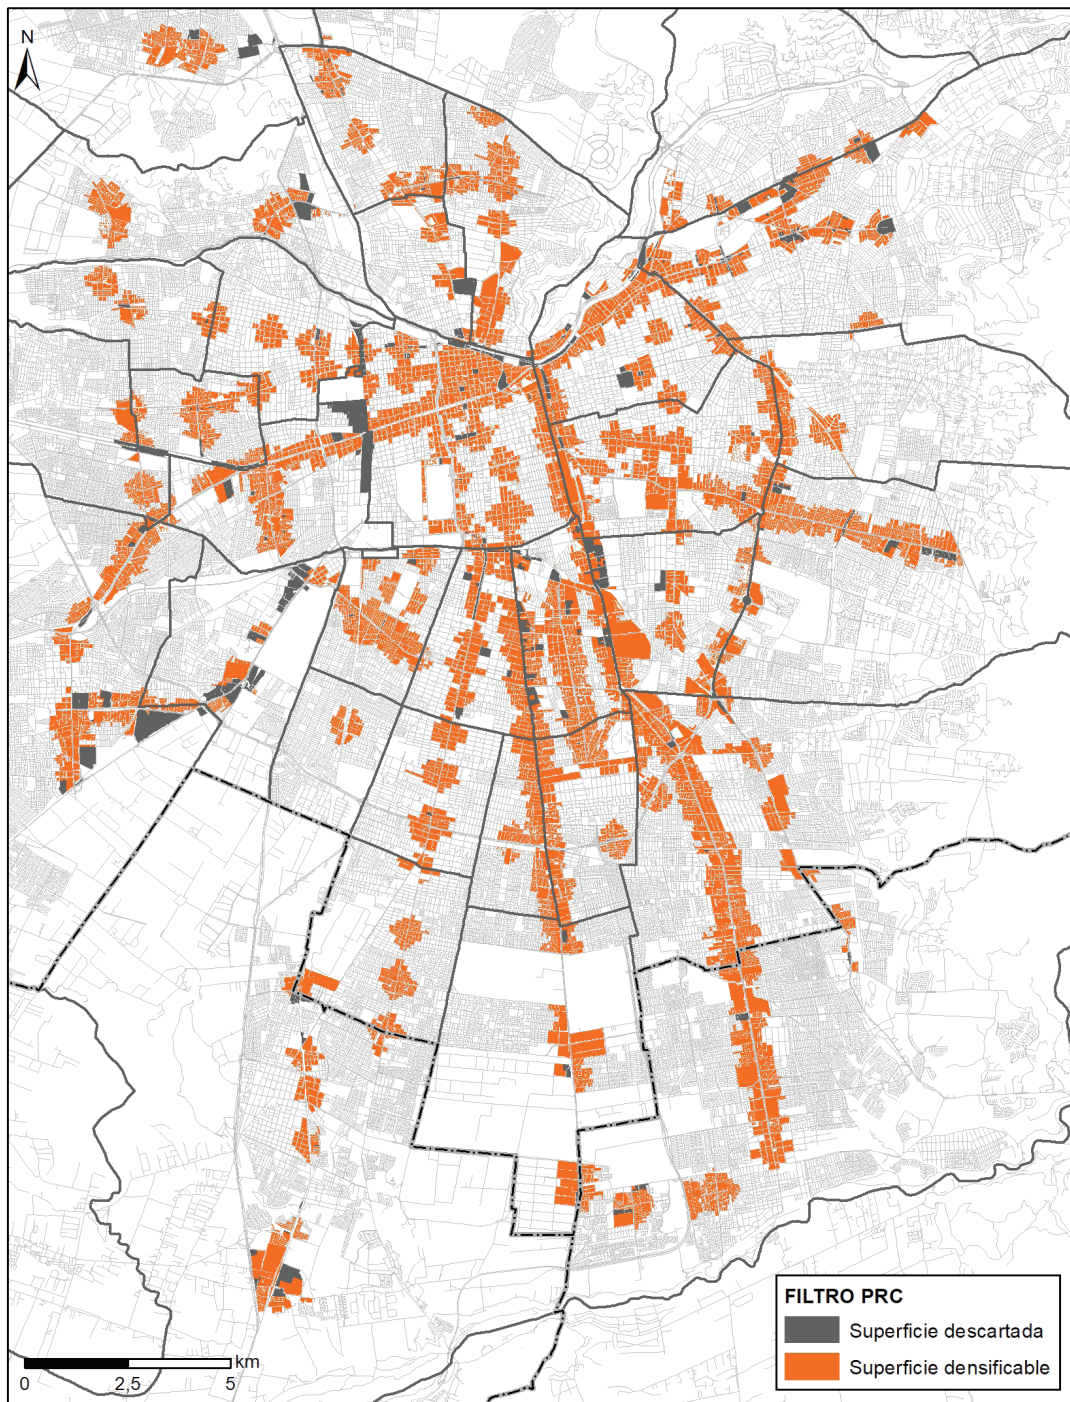 N
FILTRO PRC
Superficie descartada
Superficie densificable
km
0 2,5 5